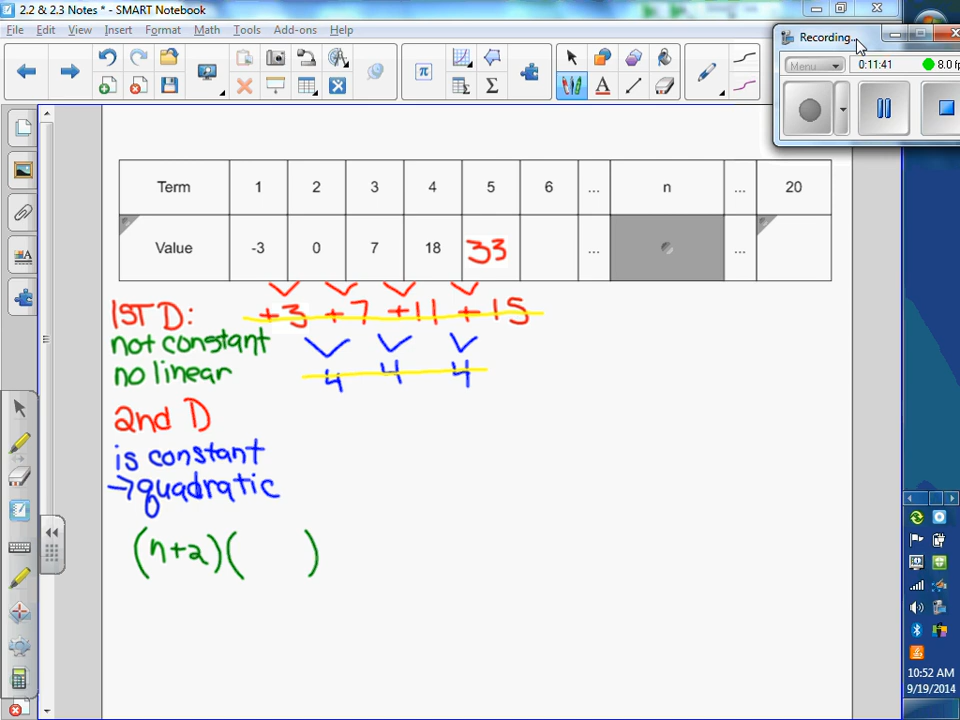 2.2 & 2.3 Notes * - SMART Notebook
File Edit View Insert Format Math Tools Add-ons Help
Recording...
Menu 0:11:41 8.0 fp
Term 1 2 3 4 5 6 ... n ... 20
Value -3 0 7 18 33 ... ...
1ST D: +3 +7 +11 +15
not constant
no linear 4 4 4
2nd D
is constant
→quadratic
(n+2)( )
10:52 AM
9/19/2014